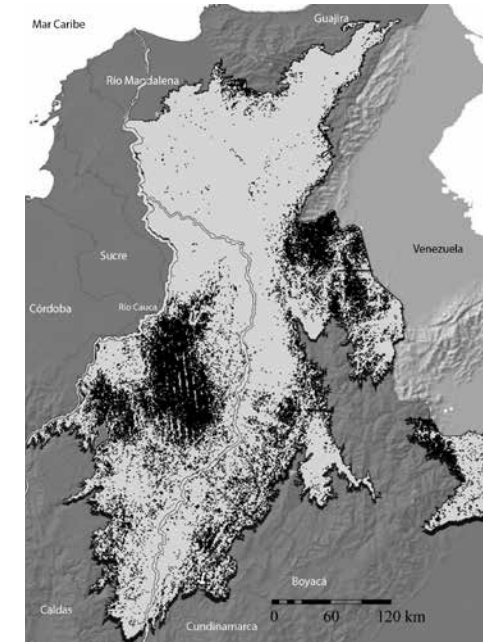 Mar Caribe
Guajira
Río Magdalena
Venezuela
Sucre
Córdoba
Río Cauca
Boyacá
Caldas
Cundinamarca
0 60 120 km